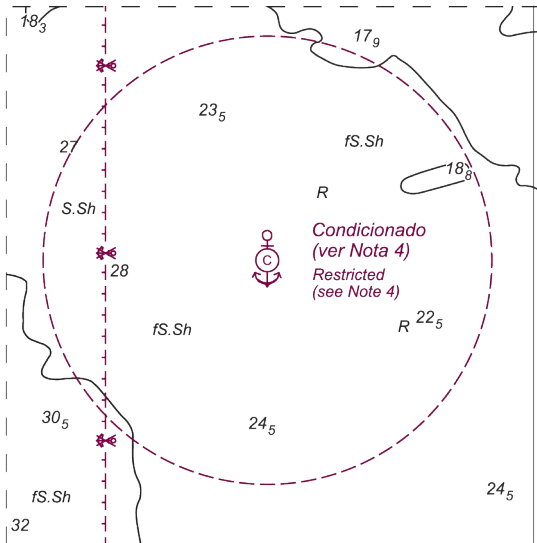 18₃
17₉
23₅
27
fS.Sh
18₈
R
S.Sh
C
Condicionado
(ver Nota 4)
Restricted
(see Note 4)
28
fS.Sh
R 22₅
30₅
24₅
fS.Sh
24₅
32